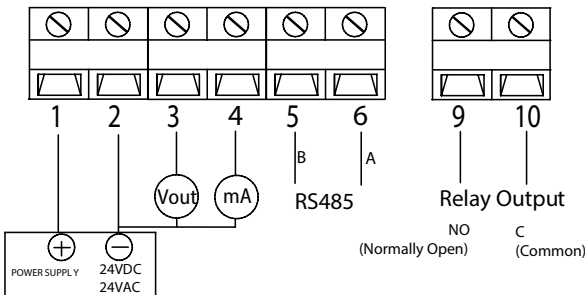 1 2 3 4 5 6 9 10
B A
Vout mA
RS485
Relay Output
NO
(Normally Open)
C
(Common)
POWER SUPPLY
+ −
24VDC
24VAC